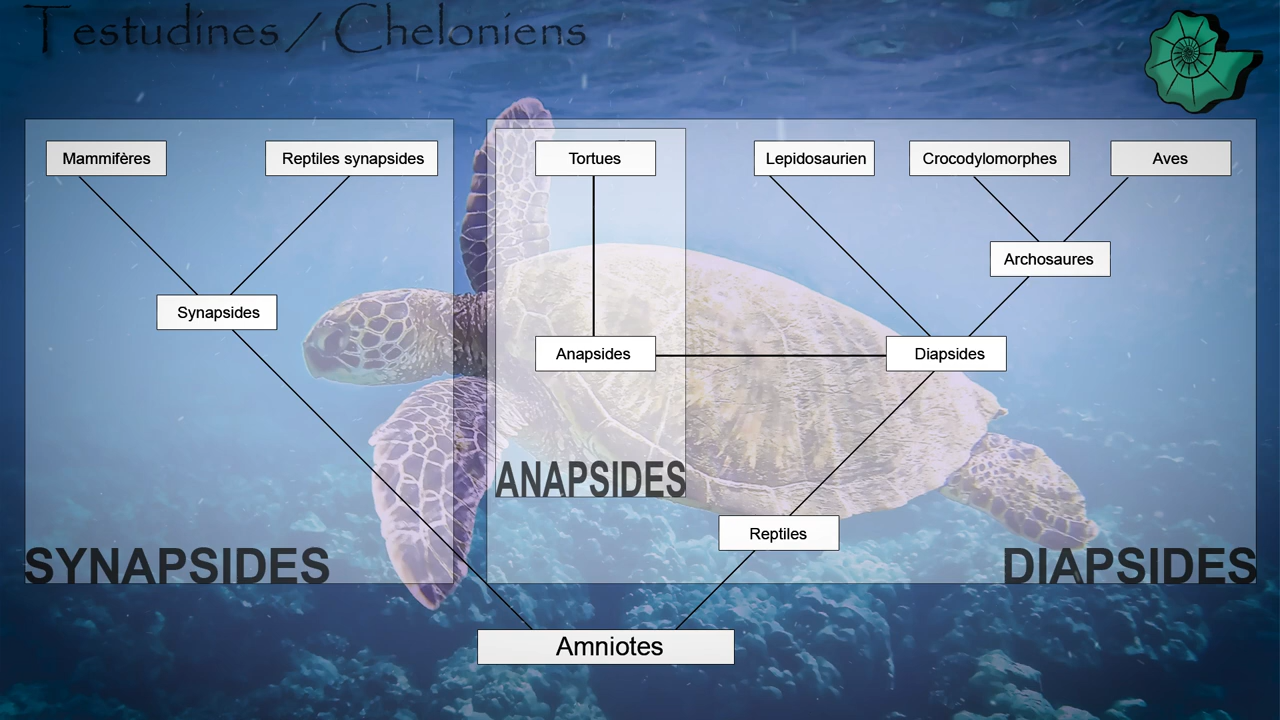 Testudines / Cheloniens
Mammifères
Reptiles synapsides
Tortues
Lepidosaurien
Crocodylomorphes
Aves
Archosaures
Synapsides
Anapsides
Diapsides
ANAPSIDES
Reptiles
SYNAPSIDES
DIAPSIDES
Amniotes